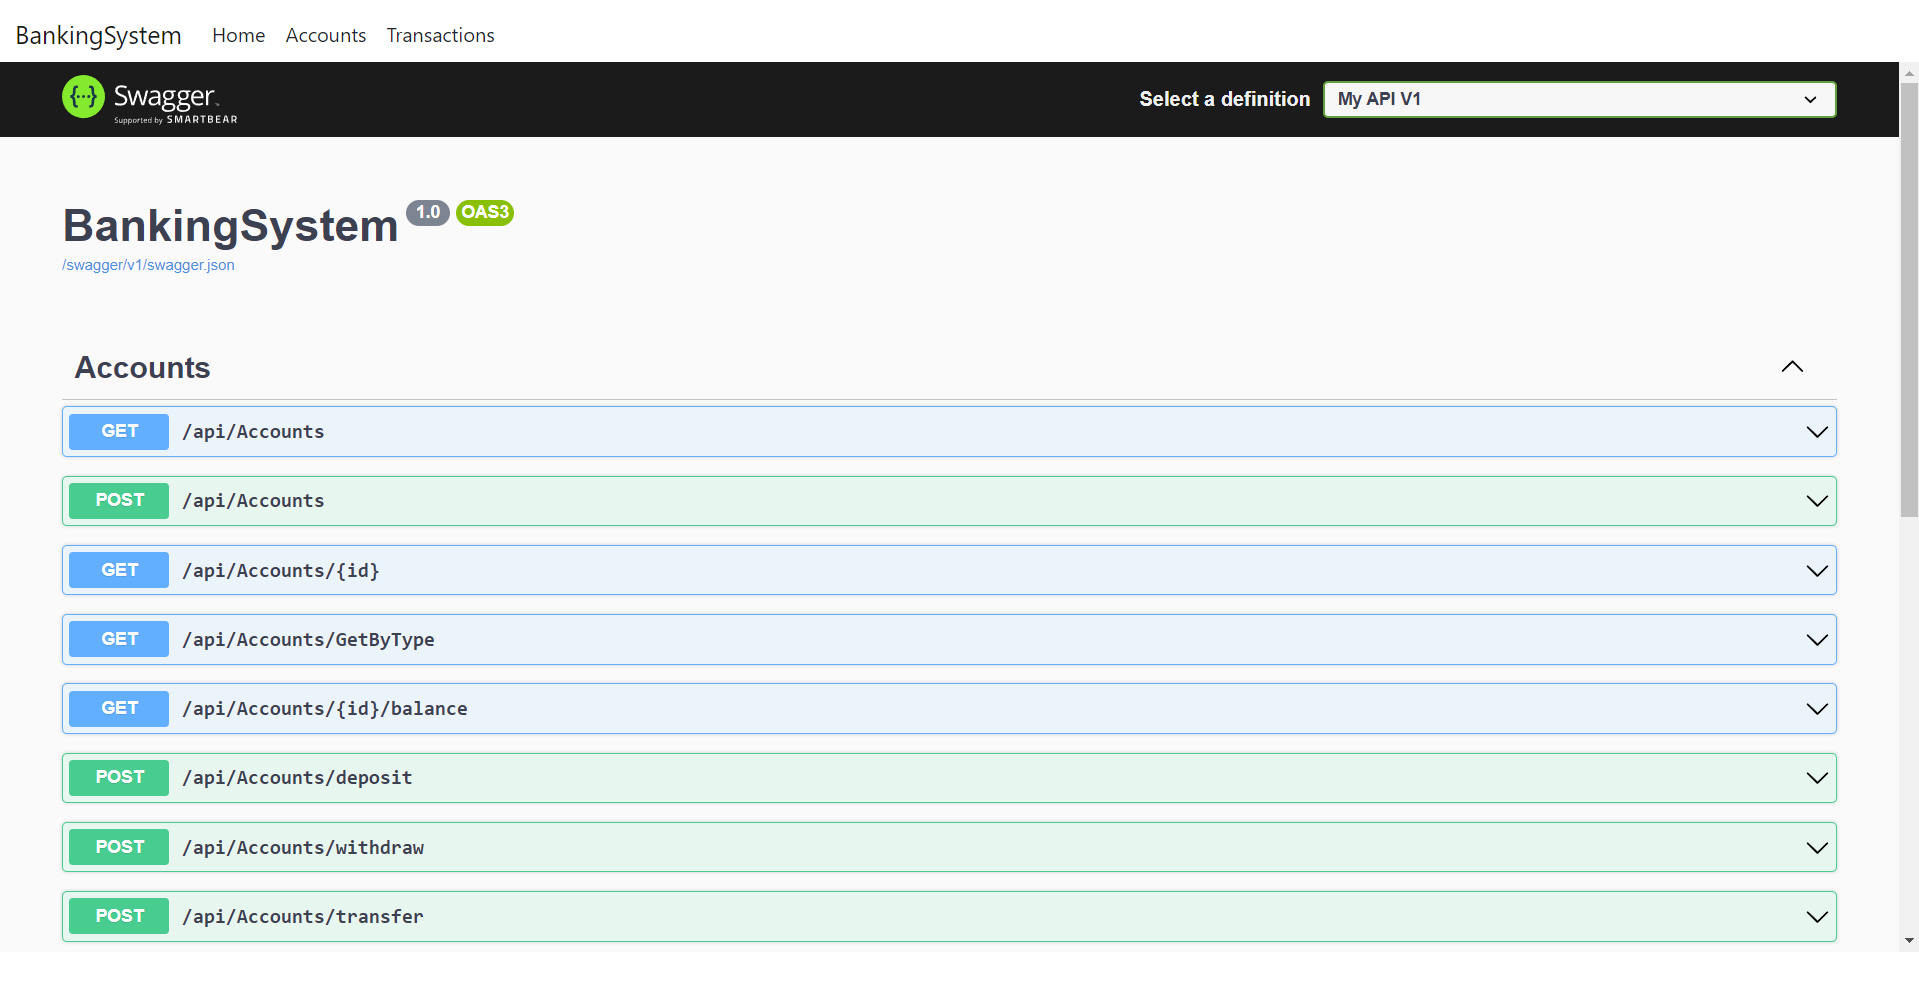 BankingSystem Home Accounts Transactions
{···} Swagger™ Select a definition My API V1
Supported by SMARTBEAR
BankingSystem 1.0 OAS3
/swagger/v1/swagger.json
Accounts
GET /api/Accounts
POST /api/Accounts
GET /api/Accounts/{id}
GET /api/Accounts/GetByType
GET /api/Accounts/{id}/balance
POST /api/Accounts/deposit
POST /api/Accounts/withdraw
POST /api/Accounts/transfer